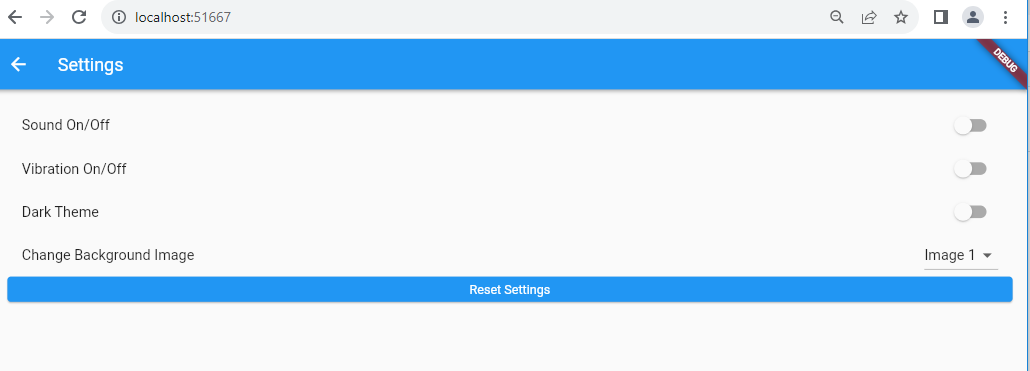 localhost:51667
Settings
DEBUG
Sound On/Off
Vibration On/Off
Dark Theme
Change Background Image
Image 1
Reset Settings